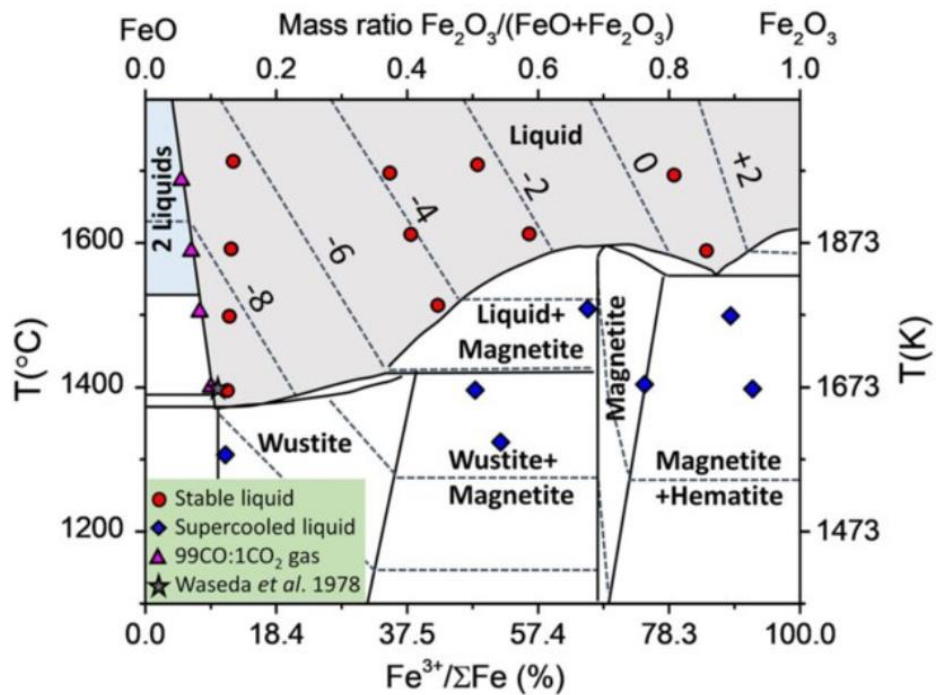 FeO Mass ratio Fe₂O₃/(FeO+Fe₂O₃) Fe₂O₃
0.0 0.2 0.4 0.6 0.8 1.0
Liquid
2 Liquids
-8
-6
-4
-2
0
+2
1600
1400
1200
T(°C)
1873
1673
1473
T(K)
Liquid+
Magnetite
Magnetite
Wustite
Wustite+
Magnetite
Magnetite
+Hematite
Stable liquid
Supercooled liquid
99CO:1CO₂ gas
Waseda et al. 1978
0.0 18.4 37.5 57.4 78.3 100.0
Fe³⁺/ΣFe (%)